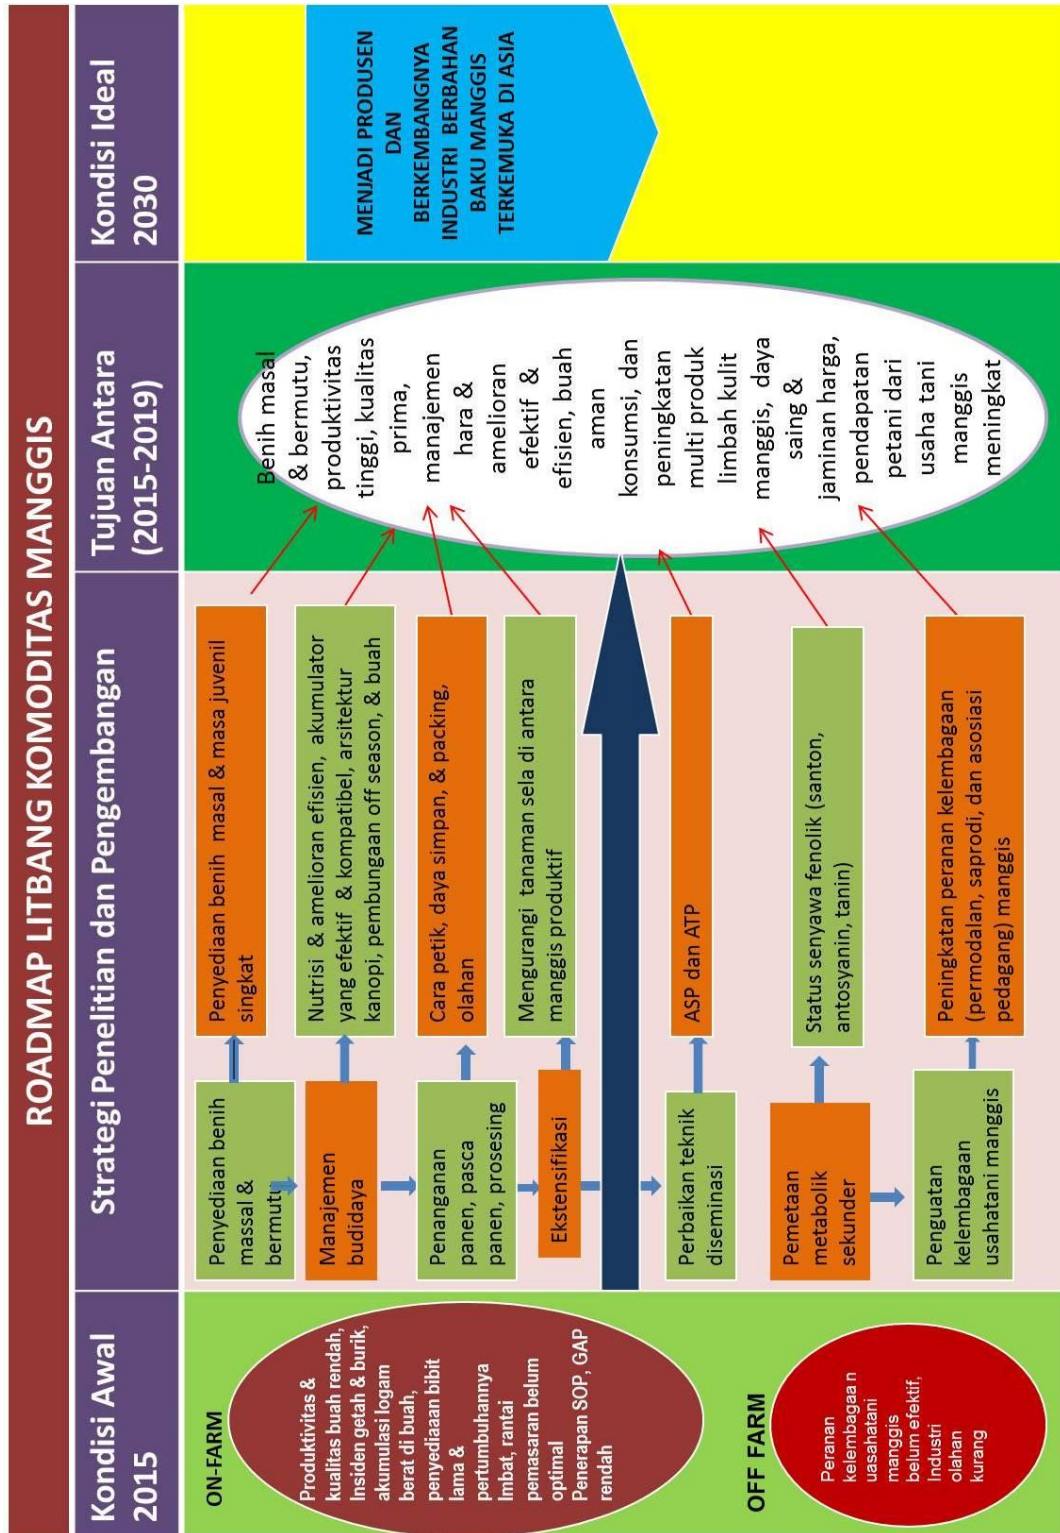 ROADMAP LITBANG KOMODITAS MANGGIS
Kondisi Awal
2015
Strategi Penelitian dan Pengembangan
Tujuan Antara
(2015-2019)
Kondisi Ideal
2030
ON-FARM
Produktivitas &
kualitas buah rendah,
Insiden getah & burik,
akumulasi logam
berat di buah,
penyediaan bibit
lama &
pertumbuhannya
lmbat, rantai
pemasaran belum
optimal
Penerapan SOP, GAP
rendah
OFF FARM
Peranan
kelembagaa n
uasahatani
manggis
belum efektif,
Industri
olahan
kurang
Penyediaan benih
massal &
bermutu
Manajemen
budidaya
Penanganan
panen, pasca
panen, prosesing
Ekstensifikasi
Perbaikan teknik
diseminasi
Pemetaan
metabolik
sekunder
Penguatan
kelembagaan
usahatani manggis
Penyediaan benih masal & masa juvenil
singkat
Nutrisi & amelioran efisien, akumulator
yang efektif & kompatibel, arsitektur
kanopi, pembungaan off season, & buah
Cara petik, daya simpan, & packing,
olahan
Mengurangi tanaman sela di antara
manggis produktif
ASP dan ATP
Status senyawa fenolik (santon,
antosyanin, tanin)
Peningkatan peranan kelembagaan
(permodalan, saprodi, dan asosiasi
pedagang) manggis
Benih masal
& bermutu,
produktivitas
tinggi, kualitas
prima,
manajemen
hara &
amelioran
efektif &
efisien, buah
aman
konsumsi, dan
peningkatan
multi produk
limbah kulit
manggis, daya
saing &
jaminan harga,
pendapatan
petani dari
usaha tani
manggis
meningkat
MENJADI PRODUSEN
DAN
BERKEMBANGNYA
INDUSTRI BERBAHAN
BAKU MANGGIS
TERKEMUKA DI ASIA